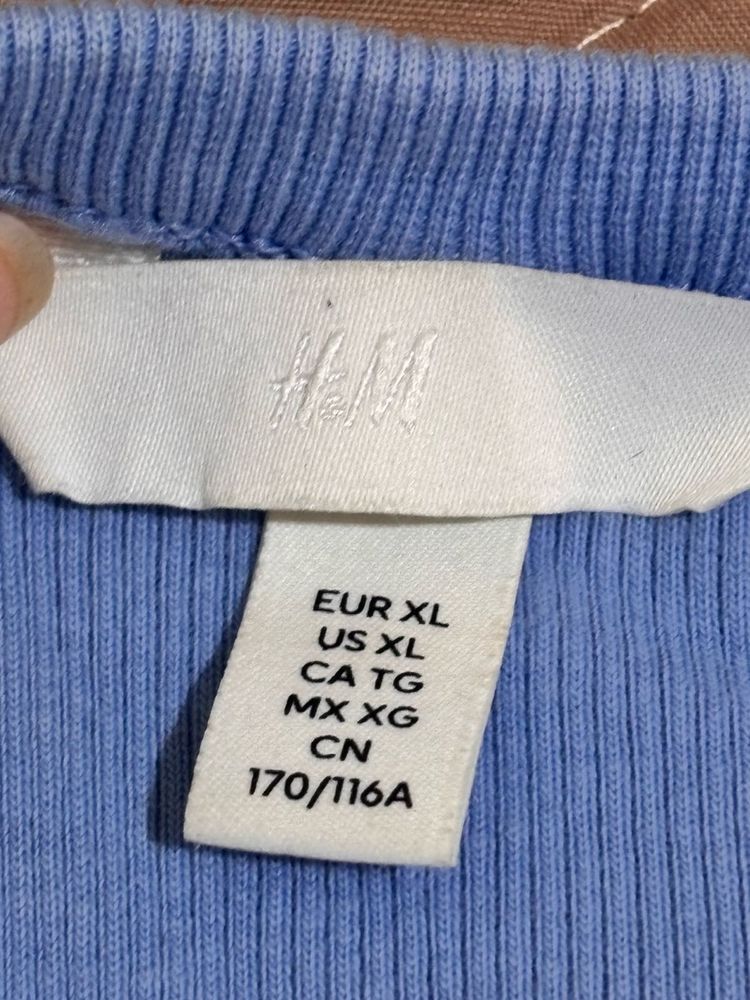 H&M
EUR XL
US XL
CA TG
MX XG
CN
170/116A